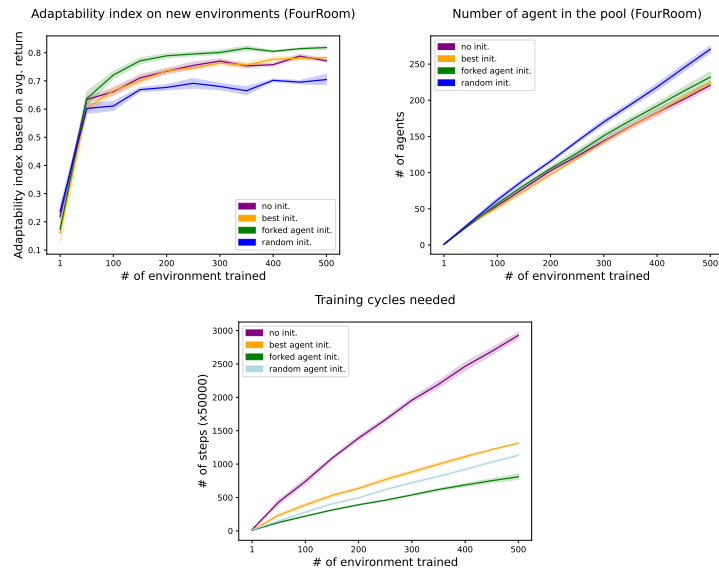 Adaptability index on new environments (FourRoom)
Adaptability index based on avg. return
0.8
0.7
0.6
0.5
0.4
0.3
0.2
0.1
no init.
best init.
forked agent init.
random init.
1 100 200 300 400 500
# of environment trained
Number of agent in the pool (FourRoom)
# of agents
250
200
150
100
50
0
no init.
best init.
forked agent init.
random init.
1 100 200 300 400 500
# of environment trained
Training cycles needed
# of steps (x50000)
3000
2500
2000
1500
1000
500
0
no init.
best agent init.
forked agent init.
random agent init.
1 100 200 300 400 500
# of environment trained